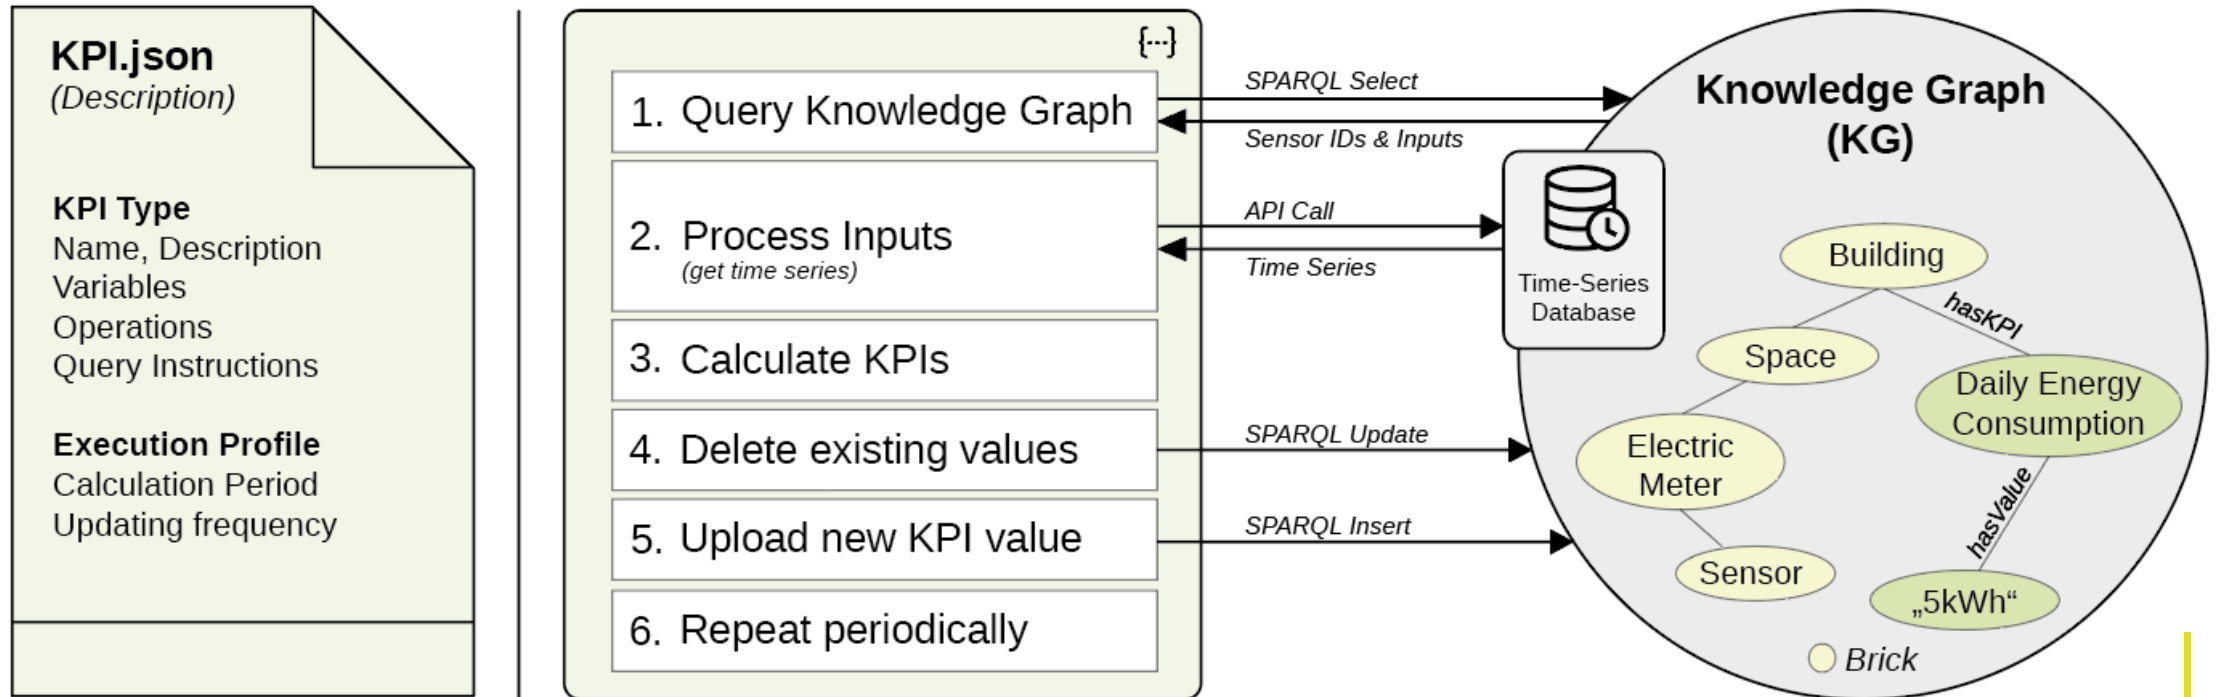 KPI.json
(Description)
KPI Type
Name, Description
Variables
Operations
Query Instructions
Execution Profile
Calculation Period
Updating frequency
{...}
1. Query Knowledge Graph
2. Process Inputs
(get time series)
3. Calculate KPIs
4. Delete existing values
5. Upload new KPI value
6. Repeat periodically
SPARQL Select
Sensor IDs & Inputs
API Call
Time Series
SPARQL Update
SPARQL Insert
Time-Series
Database
Knowledge Graph
(KG)
Building
hasKPI
Space
Daily Energy
Consumption
Electric
Meter
hasValue
Sensor
„5kWh“
Brick